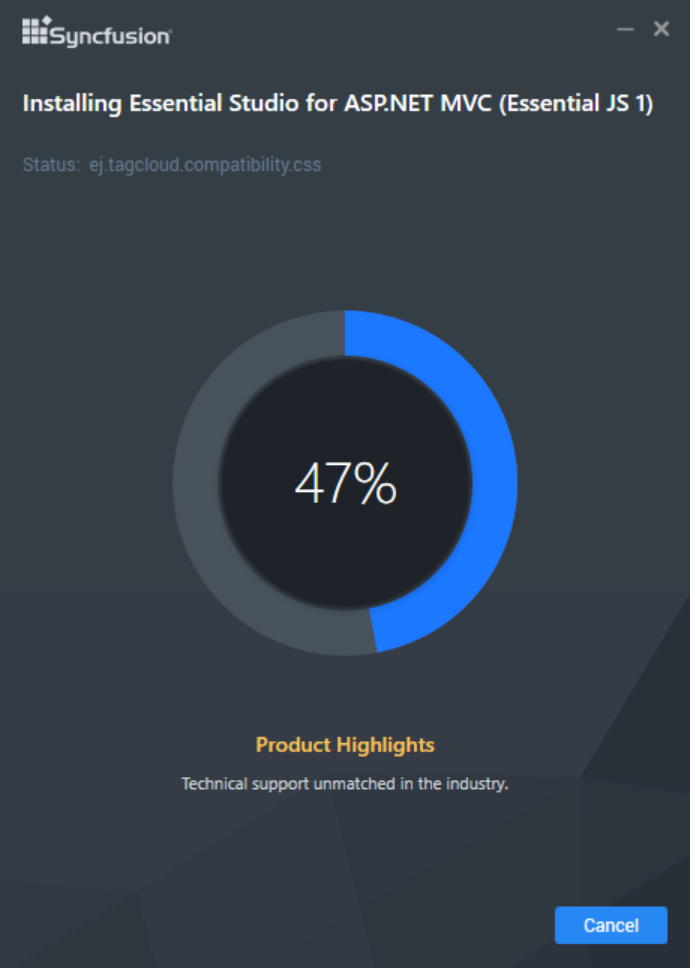 Syncfusion
Installing Essential Studio for ASP.NET MVC (Essential JS 1)
Status: ej.tagcloud.compatibility.css
47%
Product Highlights
Technical support unmatched in the industry.
Cancel